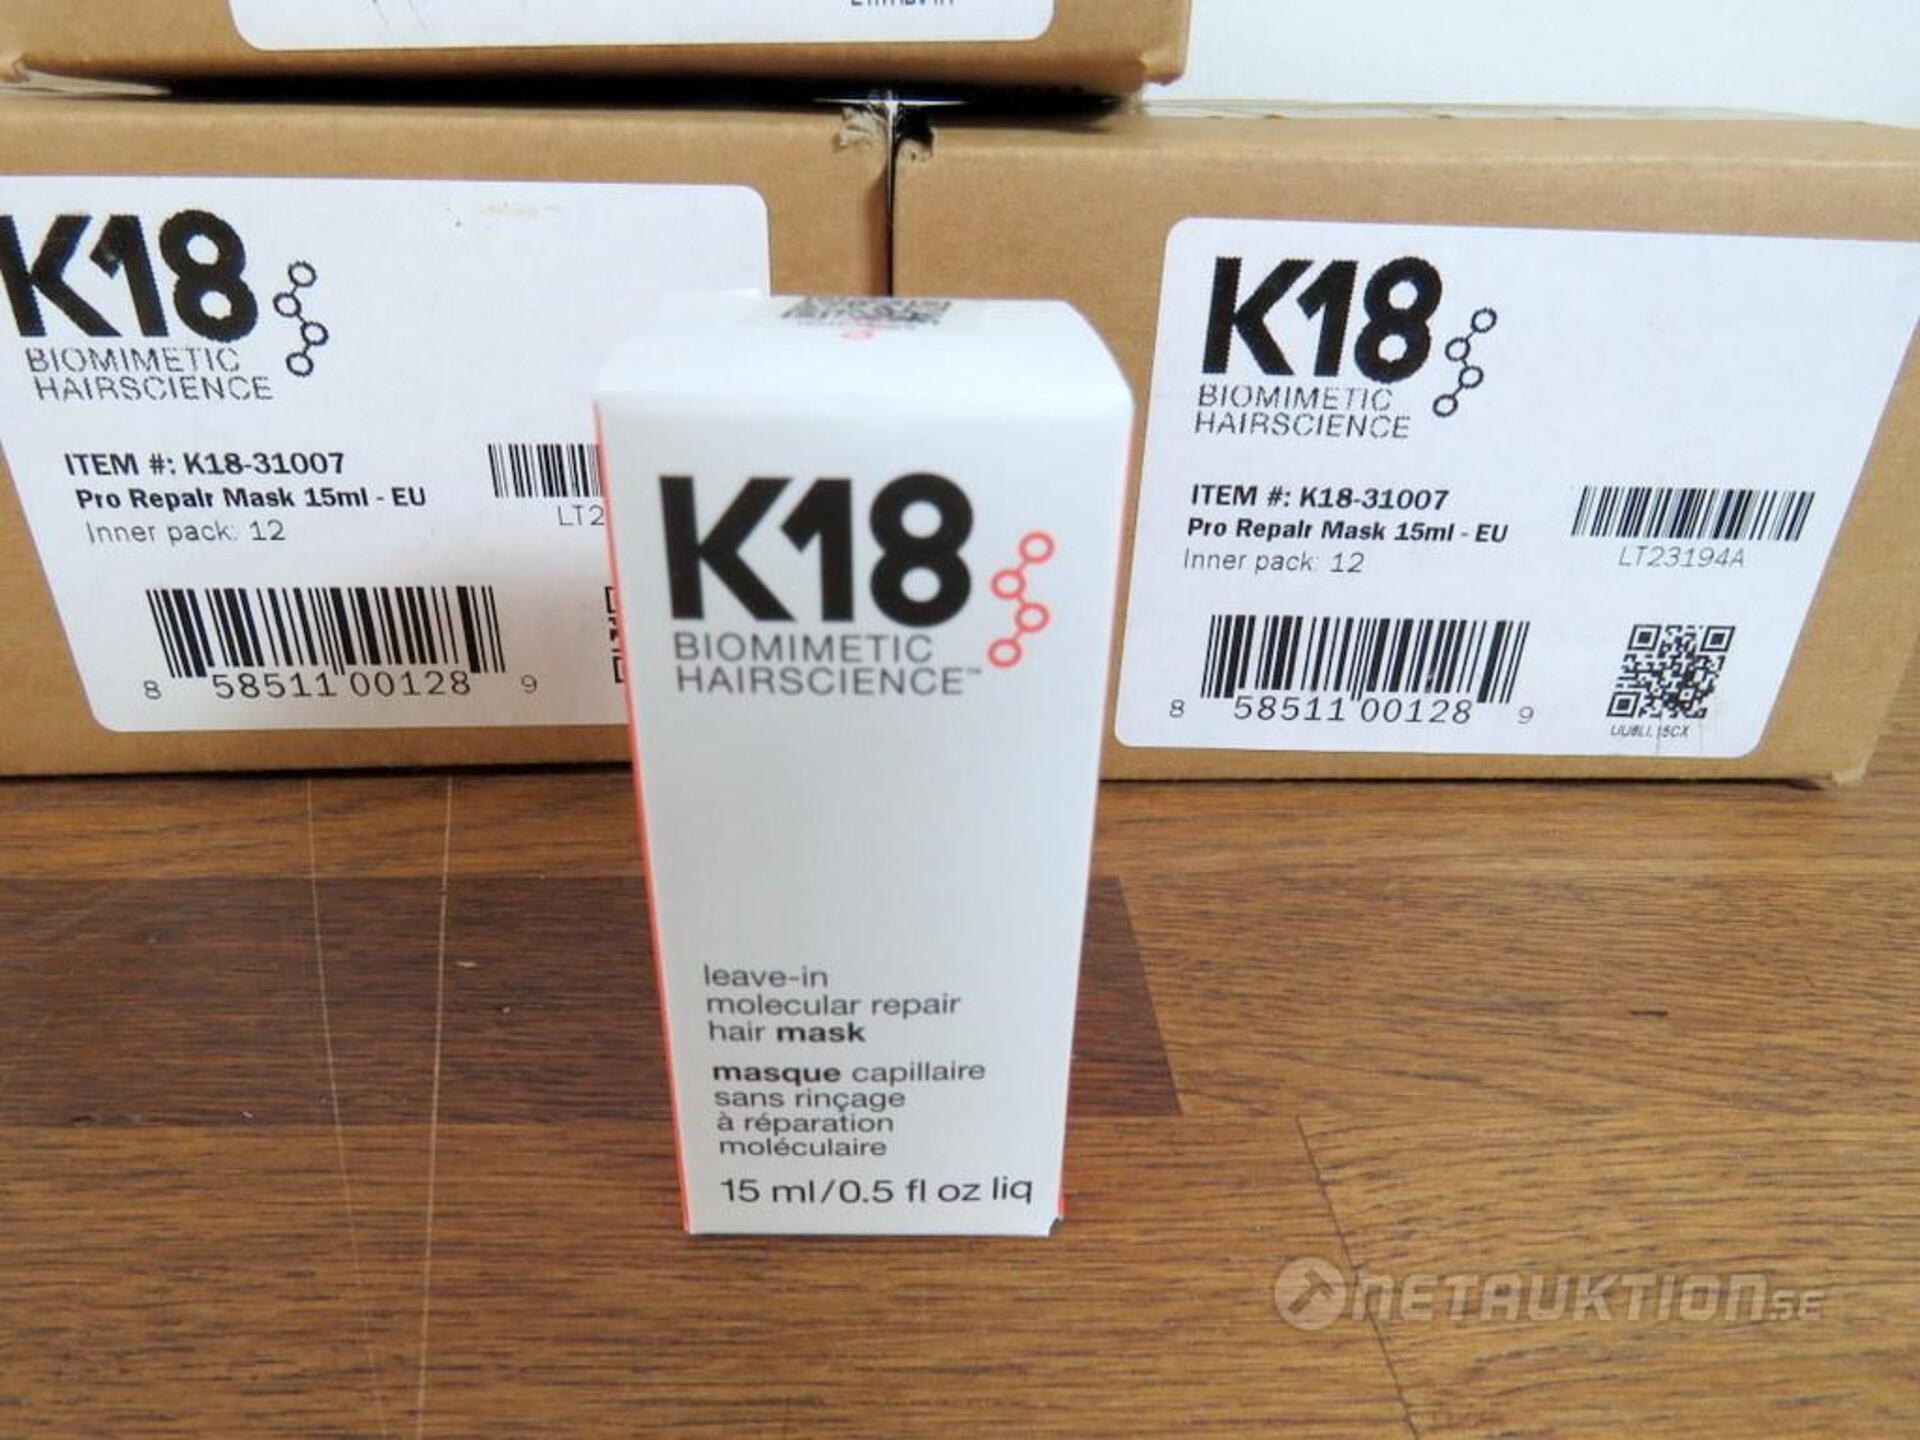 K18
BIOMIMETIC
HAIRSCIENCE
ITEM #: K18-31007
Pro Repair Mask 15ml - EU
Inner pack: 12
LT2
8 58511 00128 9
K18
BIOMIMETIC
HAIRSCIENCE™
leave-in
molecular repair
hair mask
masque capillaire
sans rinçage
à réparation
moléculaire
15 ml/0.5 fl oz liq
K18
BIOMIMETIC
HAIRSCIENCE
ITEM #: K18-31007
Pro Repair Mask 15ml - EU
Inner pack: 12
LT23194A
8 58511 00128 9
NETAUKTION.SE